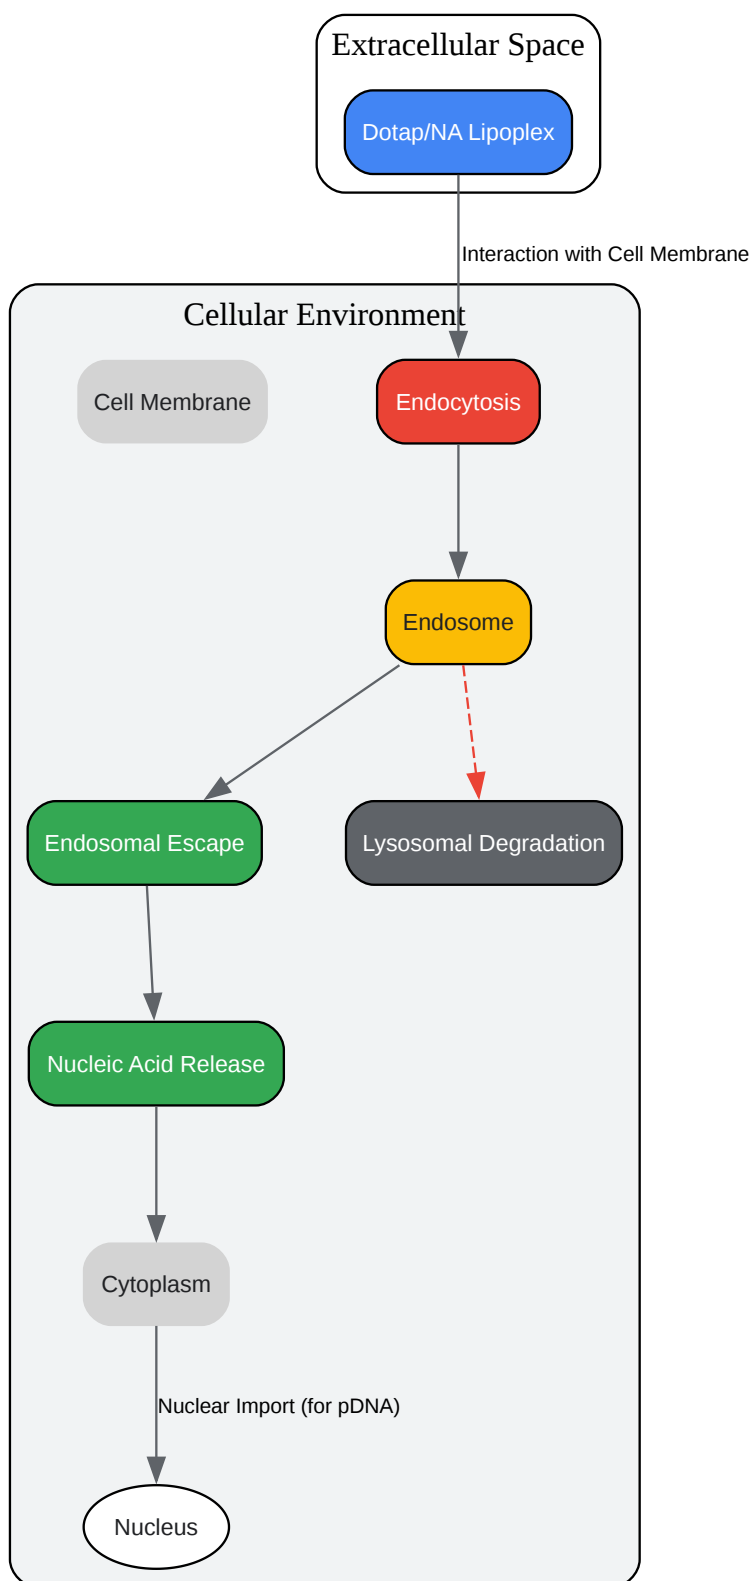 Extracellular Space
Dotap/NA Lipoplex
Interaction with Cell Membrane
Cellular Environment
Cell Membrane
Endocytosis
Endosome
Endosomal Escape
Lysosomal Degradation
Nucleic Acid Release
Cytoplasm
Nuclear Import (for pDNA)
Nucleus